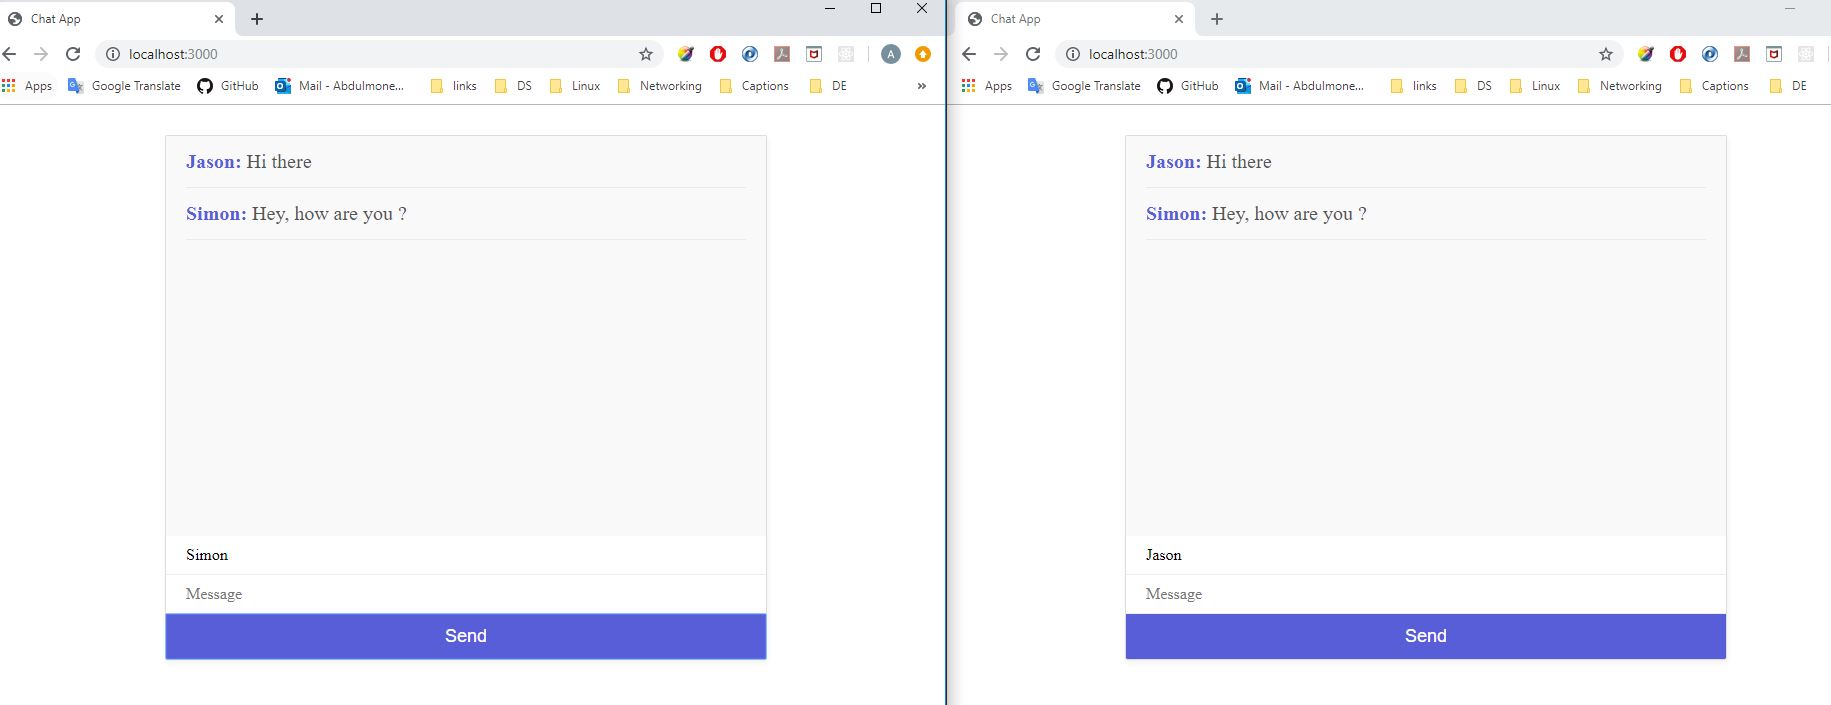 Chat App
localhost:3000
A
Apps Google Translate GitHub Mail - Abdulmone... links DS Linux Networking Captions DE »
Jason: Hi there
Simon: Hey, how are you ?
Simon
Message
Send
Chat App
localhost:3000
Apps Google Translate GitHub Mail - Abdulmone... links DS Linux Networking Captions DE
Jason: Hi there
Simon: Hey, how are you ?
Jason
Message
Send